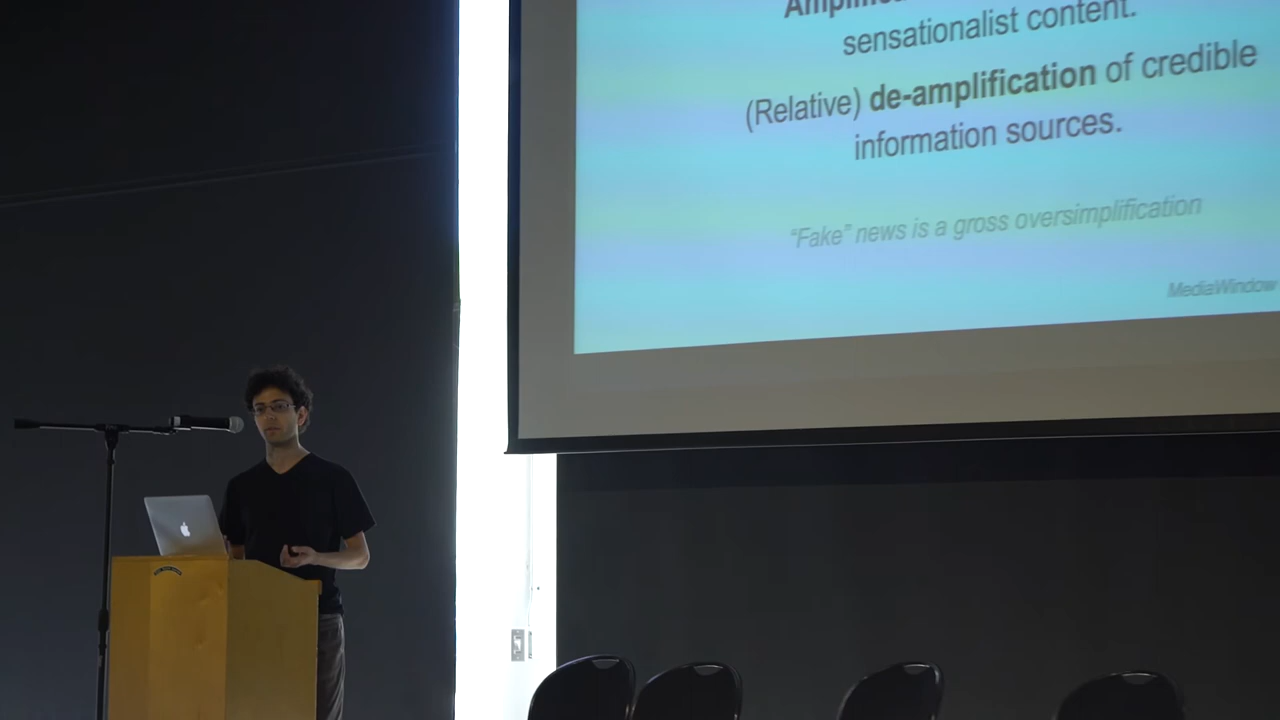 sensationalist content.
(Relative) de-amplification of credible
information sources.
“Fake” news is a gross oversimplification
MediaWindow